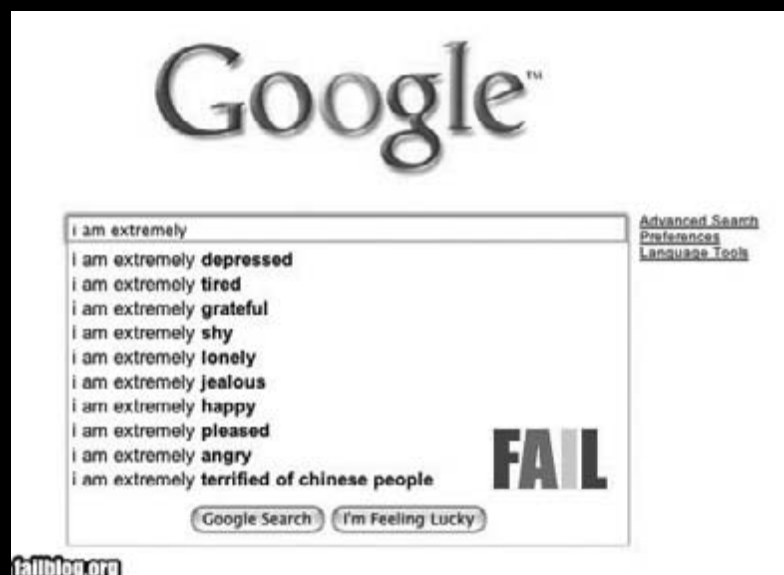 Google™
i am extremely
Advanced Search
Preferences
Language Tools
i am extremely depressed
i am extremely tired
i am extremely grateful
i am extremely shy
i am extremely lonely
i am extremely jealous
i am extremely happy
i am extremely pleased
i am extremely angry
i am extremely terrified of chinese people
FAIL
Google Search
I'm Feeling Lucky
failblog.org